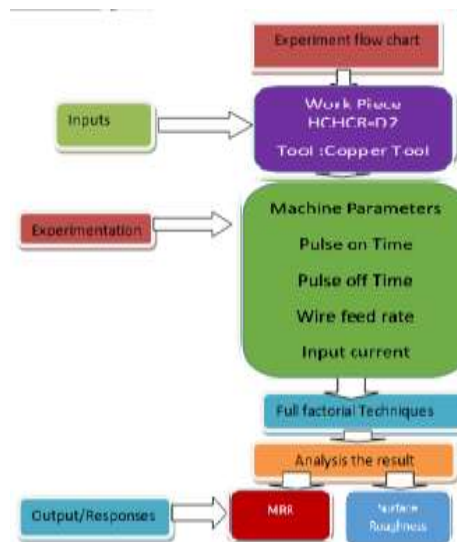 Experiment flow chart
Inputs
Work Piece
HCHCR-D2
Tool :Copper Tool
Experimentation
Machine Parameters
Pulse on Time
Pulse off Time
Wire feed rate
Input current
Full factorial Techniques
Analysis the result
Output/Responses
MRR
Surface
Roughness